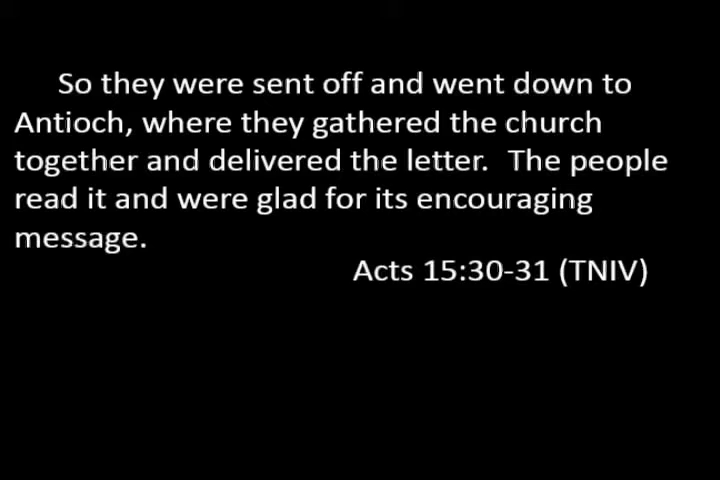 So they were sent off and went down to
Antioch, where they gathered the church
together and delivered the letter. The people
read it and were glad for its encouraging
message.
Acts 15:30-31 (TNIV)